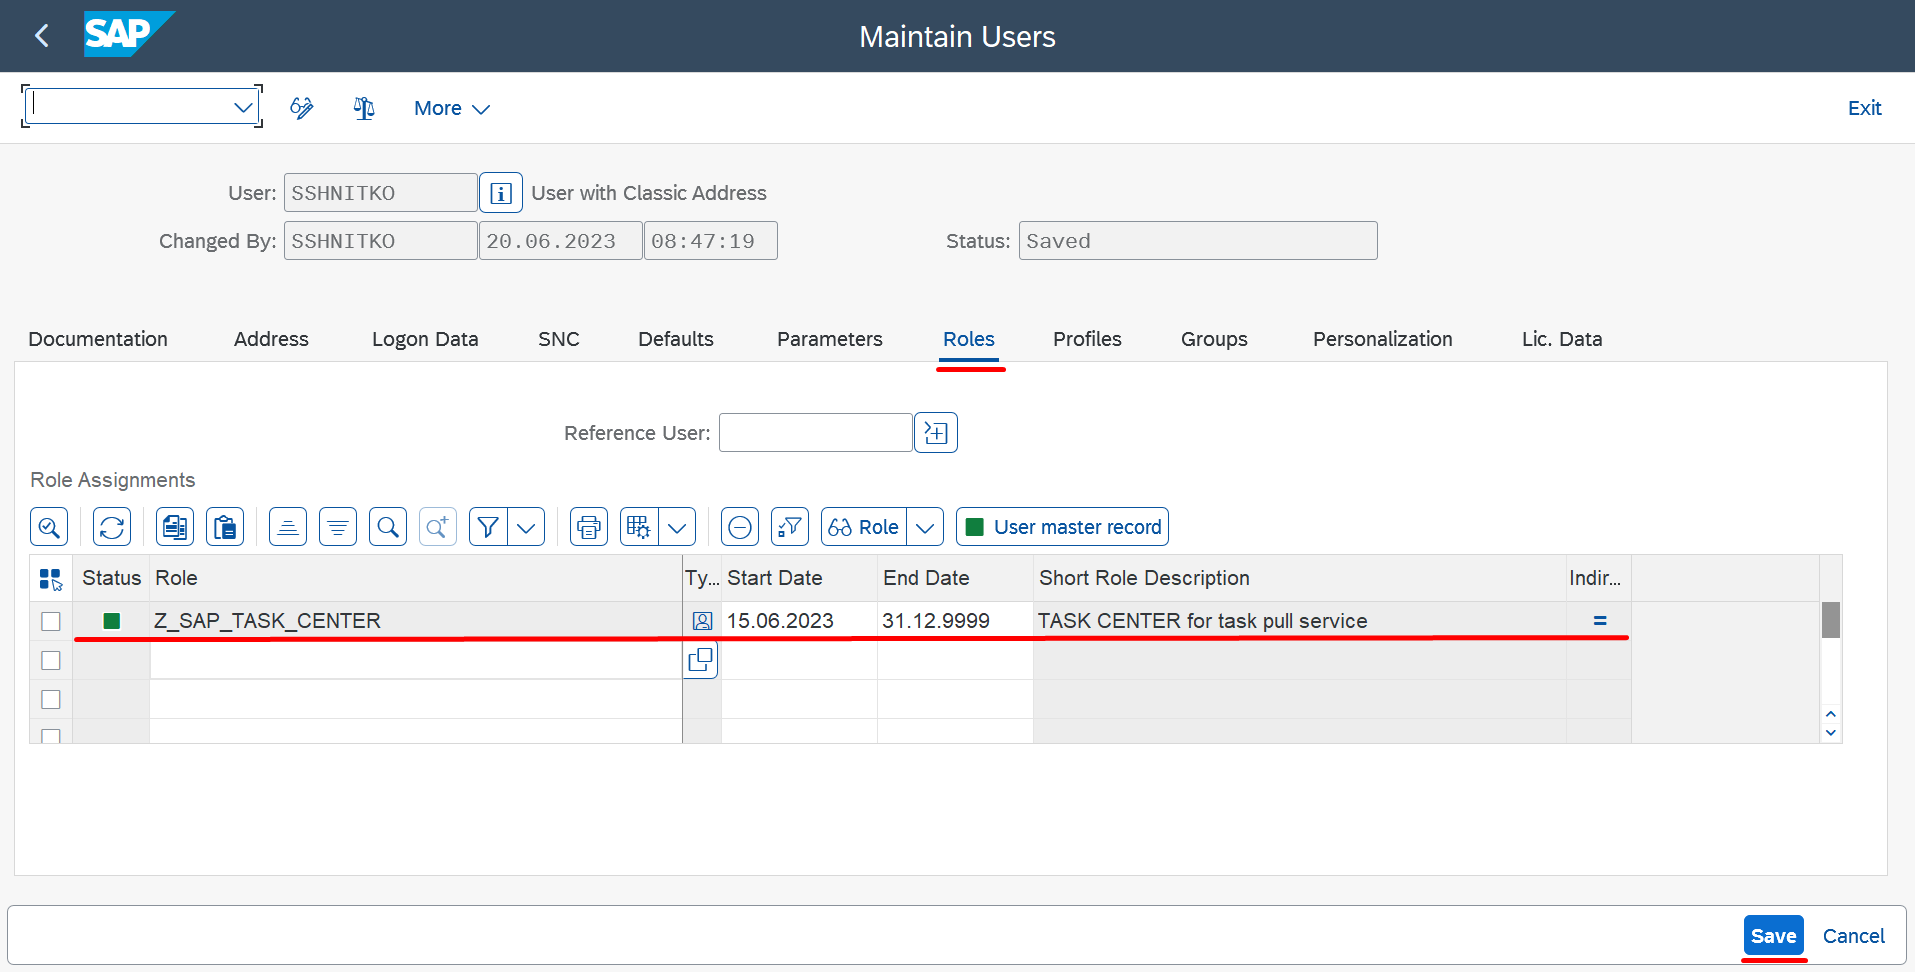 SAP
Maintain Users
More
Exit
User: SSHNITKO i User with Classic Address
Changed By: SSHNITKO 20.06.2023 08:47:19 Status: Saved
Documentation Address Logon Data SNC Defaults Parameters Roles Profiles Groups Personalization Lic. Data
Reference User:
Role Assignments
Role User master record
Status Role Ty... Start Date End Date Short Role Description Indir...
Z_SAP_TASK_CENTER 15.06.2023 31.12.9999 TASK CENTER for task pull service =
Save Cancel